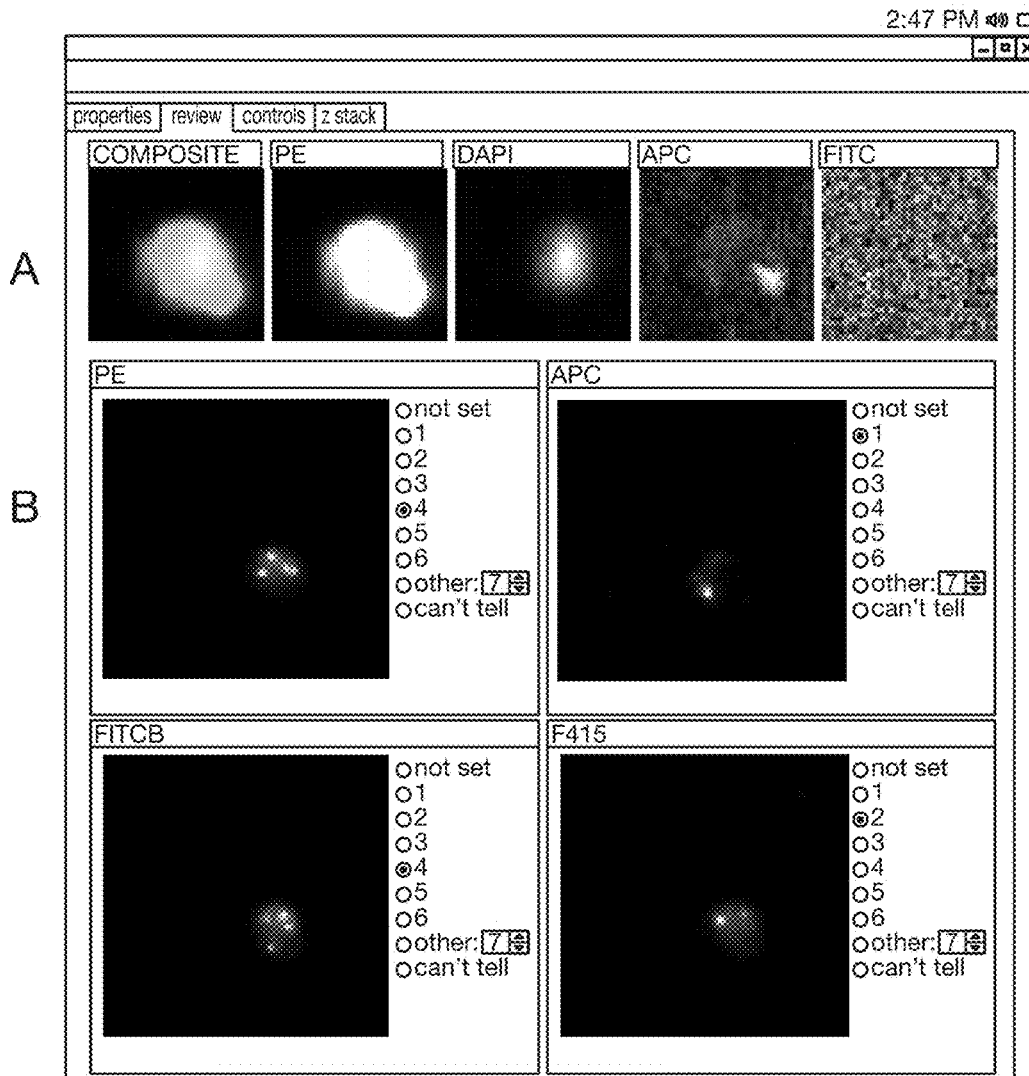 2:47 PM
properties review controls z stack
A
COMPOSITE PE DAPI APC FITC
B
PE
not set
1
2
3
4
5
6
other: 7
can't tell
APC
not set
1
2
3
4
5
6
other: 7
can't tell
FITCB
not set
1
2
3
4
5
6
other: 7
can't tell
F415
not set
1
2
3
4
5
6
other: 7
can't tell